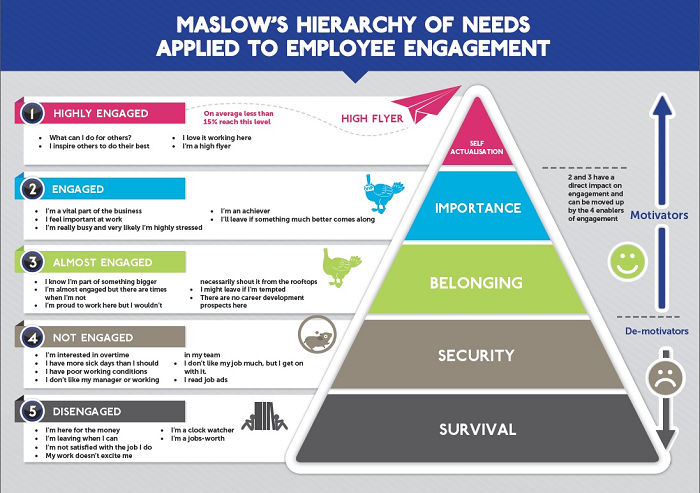 MASLOW'S HIERARCHY OF NEEDS
APPLIED TO EMPLOYEE ENGAGEMENT
1 HIGHLY ENGAGED
On average less than
15% reach this level
HIGH FLYER
• What can I do for others?
• I inspire others to do their best
• I love it working here
• I'm a high flyer
SELF
ACTUALISATION
2 ENGAGED
• I'm a vital part of the business
• I feel important at work
• I'm really busy and very likely I'm highly stressed
• I'm an achiever
• I'll leave if something much better comes along
IMPORTANCE
2 and 3 have a
direct impact on
engagement and
can be moved up
by the 4 enablers
of engagement
Motivators
3 ALMOST ENGAGED
• I know I'm part of something bigger
• I'm almost engaged but there are times
when I'm not
• I'm proud to work here but I wouldn't
necessarily shout it from the rooftops
• I might leave if I'm tempted
• There are no career development
prospects here
BELONGING
De-motivators
4 NOT ENGAGED
• I'm interested in overtime
• I have more sick days than I should
• I have poor working conditions
• I don't like my manager or working
in my team
• I don't like my job much, but I get on
with it.
• I read job ads
SECURITY
5 DISENGAGED
• I'm here for the money
• I'm leaving when I can
• I'm not satisfied with the job I do
• My work doesn't excite me
• I'm a clock watcher
• I'm a jobs-worth
SURVIVAL